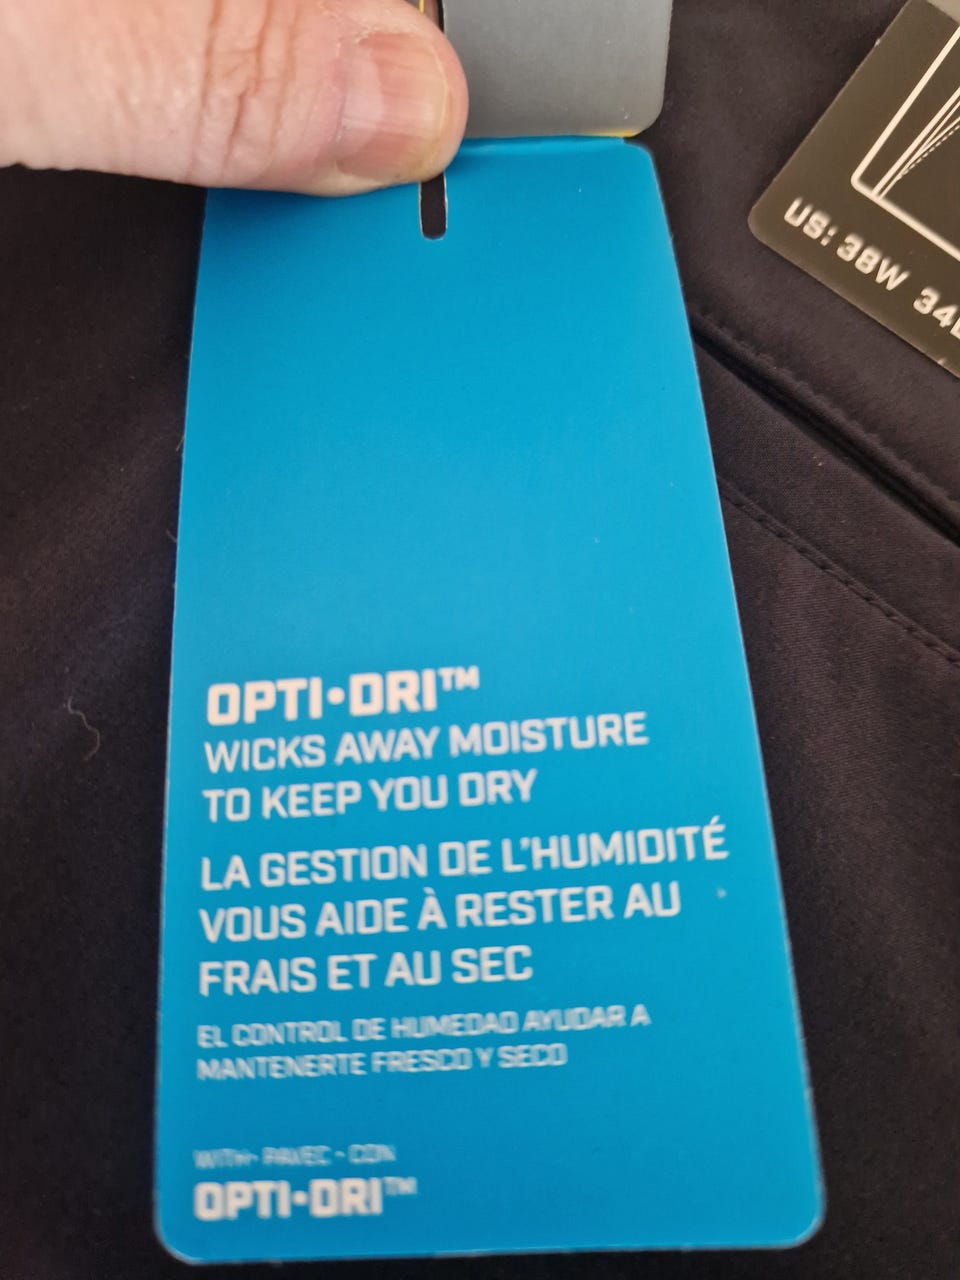 OPTI•DRI™
WICKS AWAY MOISTURE
TO KEEP YOU DRY
LA GESTION DE L'HUMIDITÉ
VOUS AIDE À RESTER AU
FRAIS ET AU SEC
EL CONTROL DE HUMEDAD AYUDAR A
MANTENERTE FRESCO Y SECO
WITH- PAVEC - CON
OPTI•DRI™
US: 38W 34L